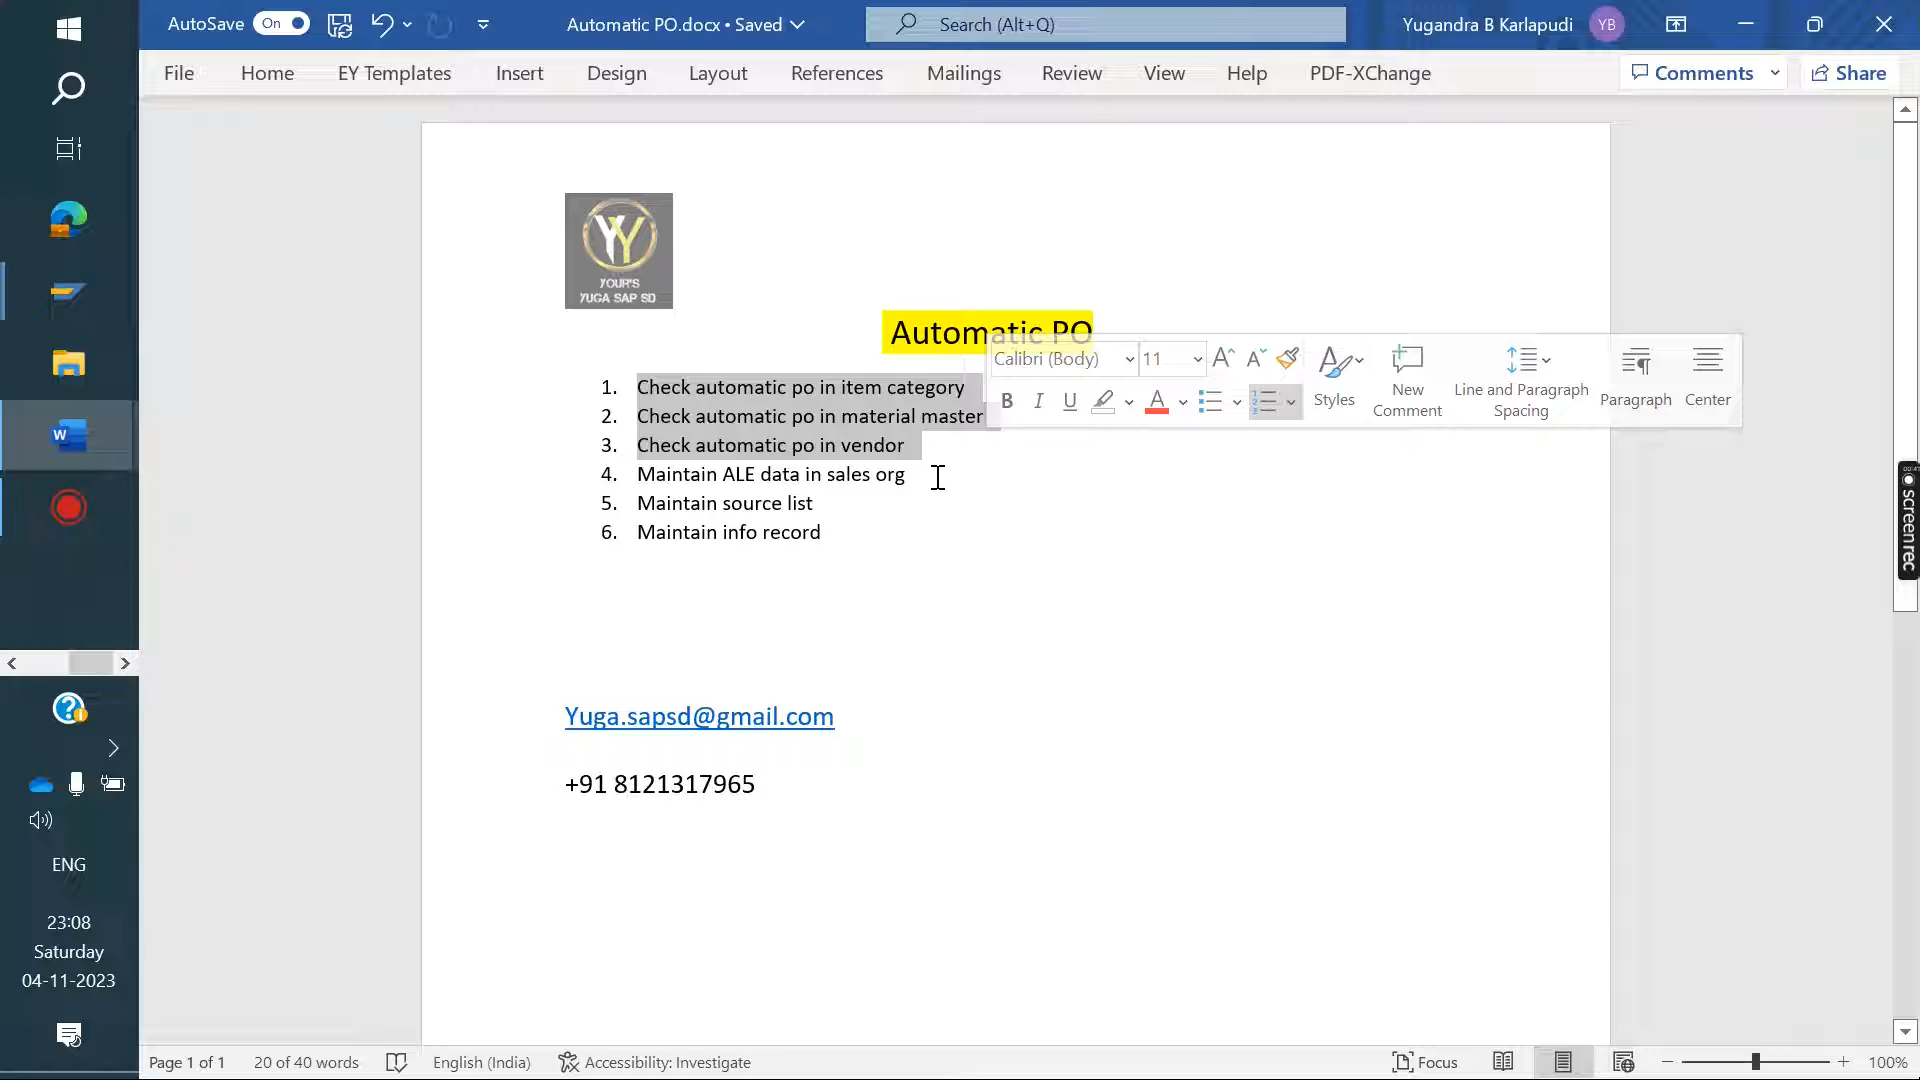 AutoSave On Automatic PO.docx • Saved Search (Alt+Q) Yugandra B Karlapudi YB
File Home EY Templates Insert Design Layout References Mailings Review View Help PDF-XChange Comments Share
YY
YOUR'S
YUGA SAP SD
Automatic PO
Calibri (Body) 11
B I U A Styles New Comment Line and Paragraph Spacing Paragraph Center
1. Check automatic po in item category
2. Check automatic po in material master
3. Check automatic po in vendor
4. Maintain ALE data in sales org
5. Maintain source list
6. Maintain info record
Yuga.sapsd@gmail.com
+91 8121317965
screenrec
W
ENG
23:08
Saturday
04-11-2023
Page 1 of 1 20 of 40 words English (India) Accessibility: Investigate Focus 100%